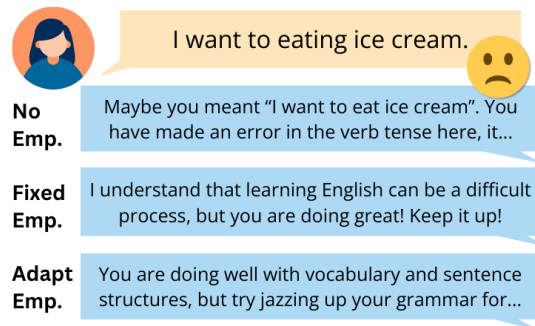 I want to eating ice cream.
No
Emp.
Maybe you meant “I want to eat ice cream”. You
have made an error in the verb tense here, it...
Fixed
Emp.
I understand that learning English can be a difficult
process, but you are doing great! Keep it up!
Adapt
Emp.
You are doing well with vocabulary and sentence
structures, but try jazzing up your grammar for...